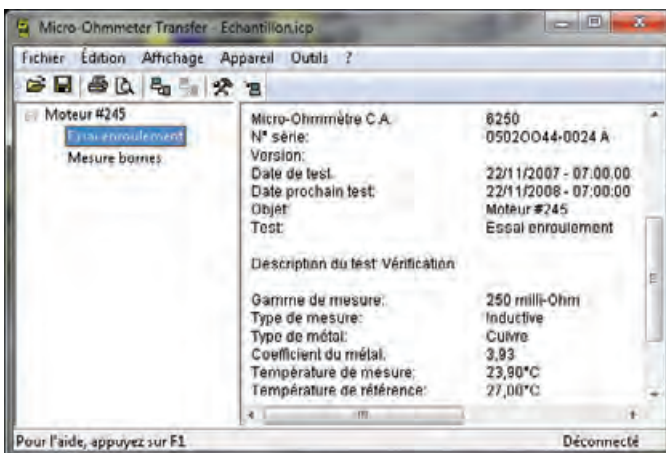 Micro-Ohmmeter Transfer - Echantillon.icp
Fichier Édition Affichage Appareil Outils ?
Moteur #245
Essai enroulement
Mesure bornes
Micro-Ohmmètre C.A. 6250
N° série: 05020O44-0024 A
Version:
Date de test. 22/11/2007 - 07:00:00
Date prochain test: 22/11/2008 - 07:00:00
Objet: Moteur #245
Test: Essai enroulement
Description du test: Vérification
Gamme de mesure: 250 milli-Ohm
Type de mesure: Inductive
Type de métal: Cuivre
Coefficient du métal. 3,93
Température de mesure: 23,90°C
Température de référence: 27,00°C
Pour l'aide, appuyez sur F1 Déconnecté